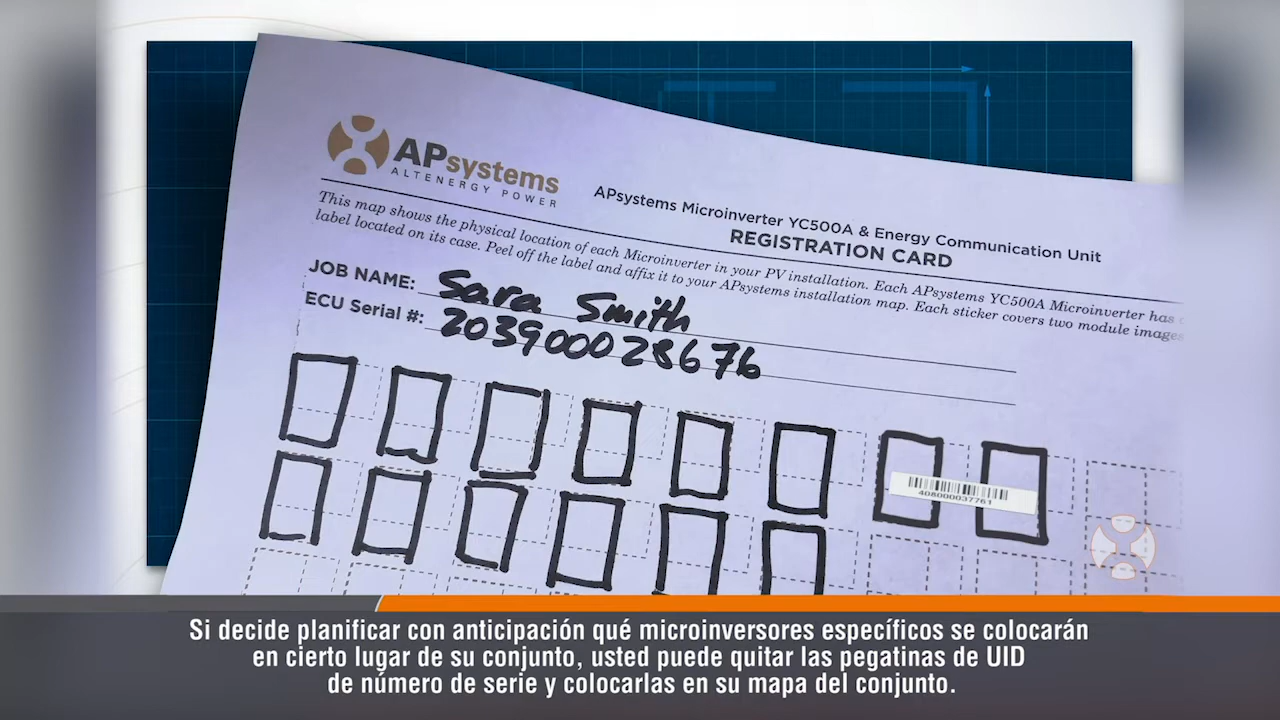 APsystems
ALTENERGY POWER
APsystems Microinverter YC500A & Energy Communication Unit
REGISTRATION CARD
This map shows the physical location of each Microinverter in your PV installation. Each APsystems YC500A Microinverter has a
label located on its case. Peel off the label and affix it to your APsystems installation map. Each sticker covers two module images
JOB NAME: Sara Smith
ECU Serial #: 203900028676
408000037761
Si decide planificar con anticipación qué microinversores específicos se colocarán
en cierto lugar de su conjunto, usted puede quitar las pegatinas de UID
de número de serie y colocarlas en su mapa del conjunto.